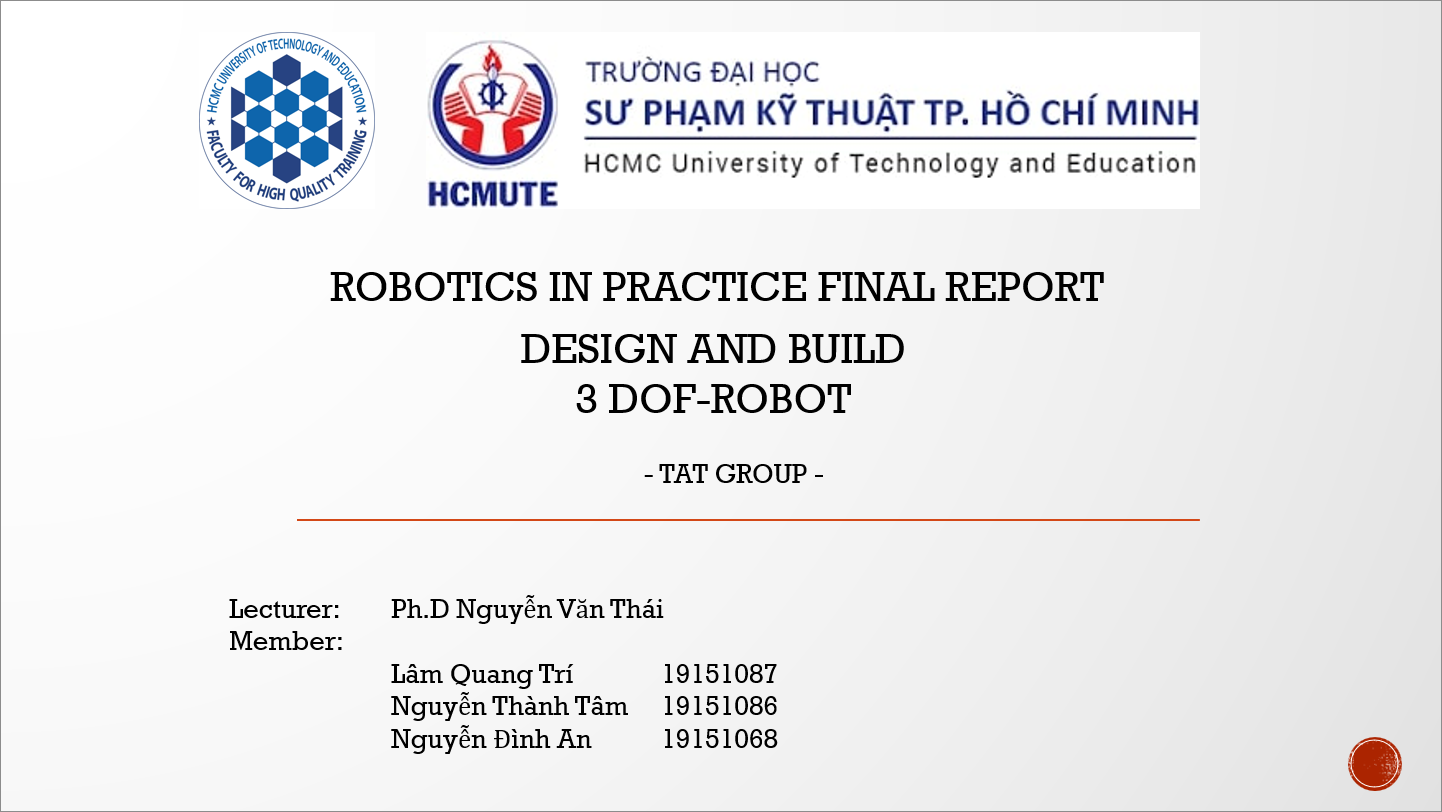 HCMC UNIVERSITY OF TECHNOLOGY AND EDUCATION
FACULTY FOR HIGH QUALITY TRAINING
HCMUTE
TRƯỜNG ĐẠI HỌC
SƯ PHẠM KỸ THUẬT TP. HỒ CHÍ MINH
HCMC University of Technology and Education
ROBOTICS IN PRACTICE FINAL REPORT
DESIGN AND BUILD
3 DOF-ROBOT
- TAT GROUP -
Lecturer: Ph.D Nguyễn Văn Thái
Member:
Lâm Quang Trí 19151087
Nguyễn Thành Tâm 19151086
Nguyễn Đình An 19151068